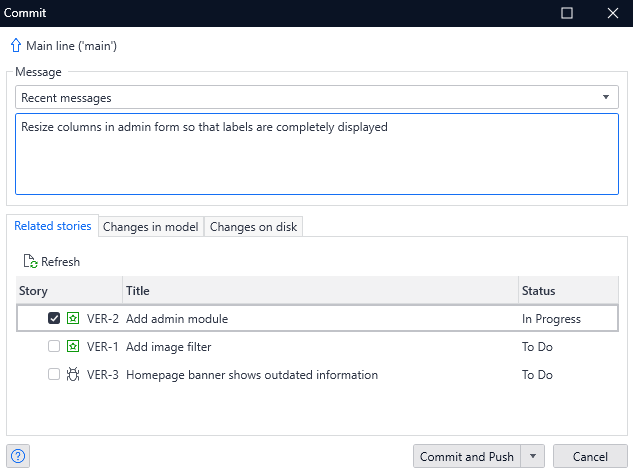 Commit
Main line ('main')
Message
Recent messages
Resize columns in admin form so that labels are completely displayed
Related stories Changes in model Changes on disk
Refresh
Story Title Status
VER-2 Add admin module In Progress
VER-1 Add image filter To Do
VER-3 Homepage banner shows outdated information To Do
? Commit and Push Cancel